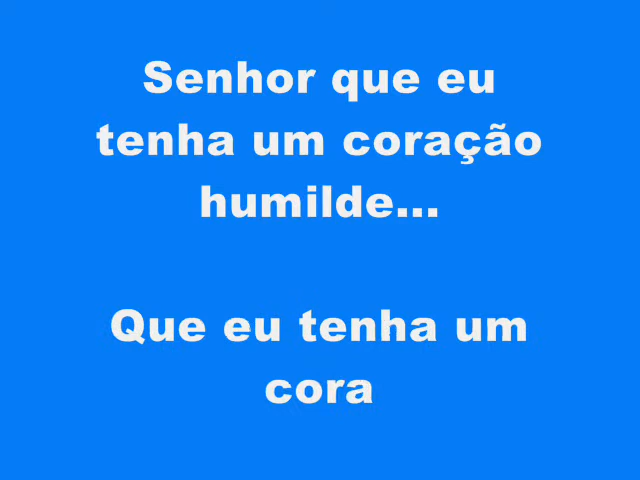 Senhor que eu
tenha um coração
humilde...
Que eu tenha um
cora